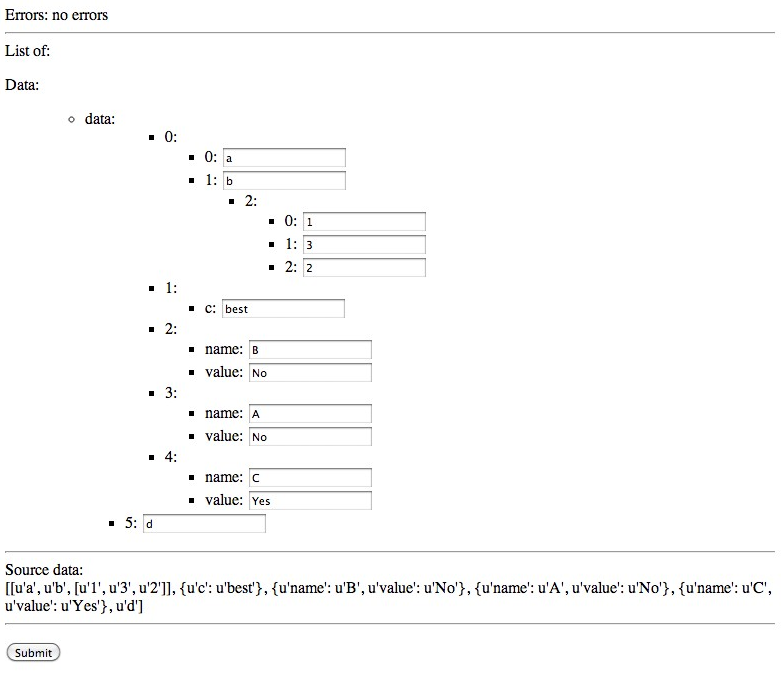 Errors: no errors
List of:
Data:
data:
0:
0: a
1: b
2:
0: 1
1: 3
2: 2
1:
c: best
2:
name: B
value: No
3:
name: A
value: No
4:
name: C
value: Yes
5: d
Source data:
[[u'a', u'b', [u'1', u'3', u'2']], {u'c': u'best'}, {u'name': u'B', u'value': u'No'}, {u'name': u'A', u'value': u'No'}, {u'name': u'C',
u'value': u'Yes'}, u'd']
Submit